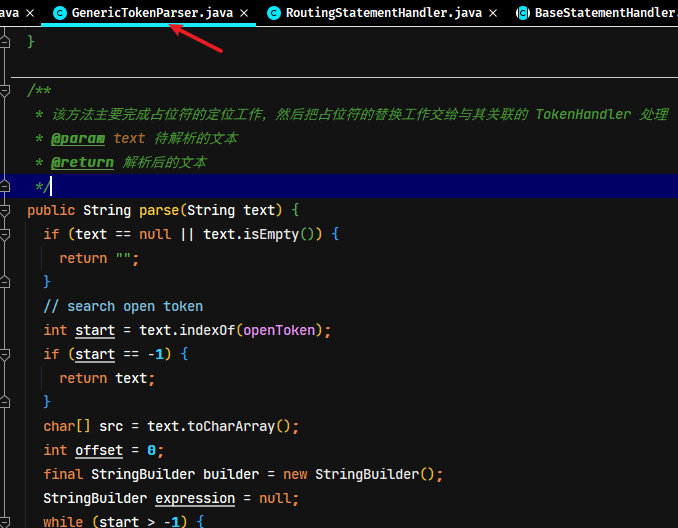 ava × GenericTokenParser.java × RoutingStatementHandler.java × BaseStatementHandler.
}
/**
* 该方法主要完成占位符的定位工作，然后把占位符的替换工作交给与其关联的 TokenHandler 处理
* @param text 待解析的文本
* @return 解析后的文本
*/
public String parse(String text) {
if (text == null || text.isEmpty()) {
return "";
}
// search open token
int start = text.indexOf(openToken);
if (start == -1) {
return text;
}
char[] src = text.toCharArray();
int offset = 0;
final StringBuilder builder = new StringBuilder();
StringBuilder expression = null;
while (start > -1) {